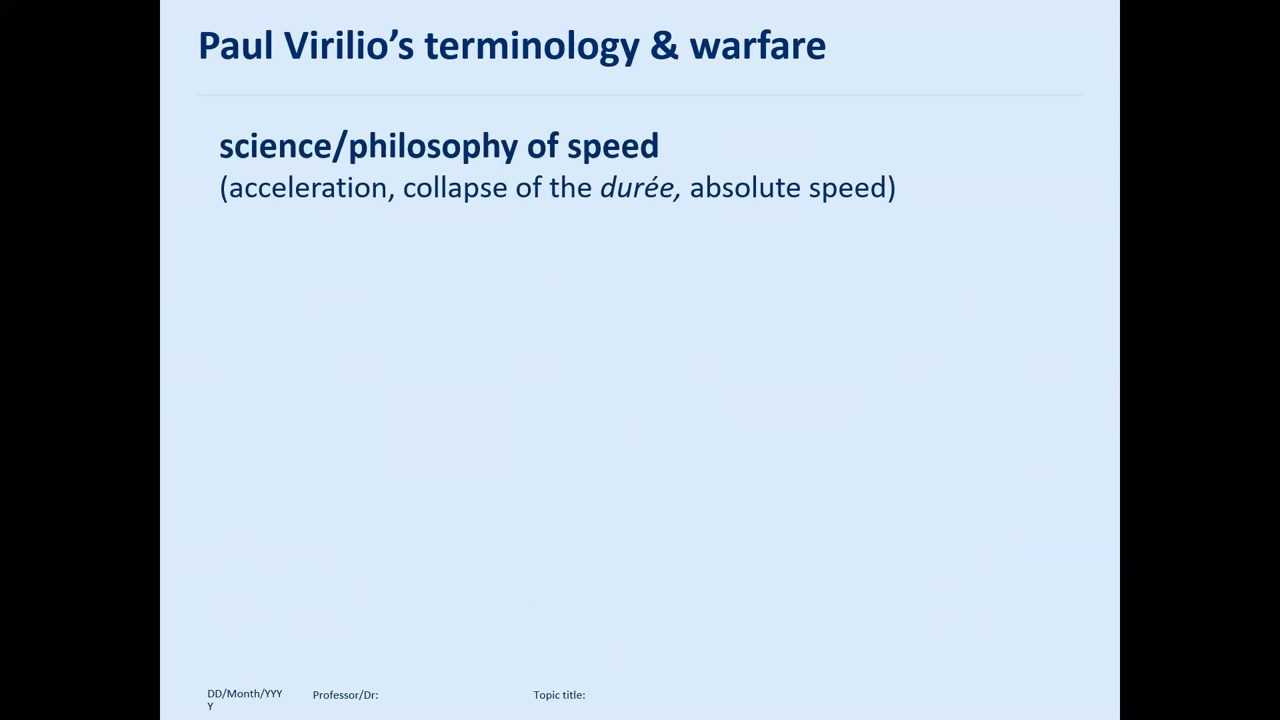 Paul Virilio’s terminology & warfare
science/philosophy of speed
(acceleration, collapse of the durée, absolute speed)
DD/Month/YYY
Y
Professor/Dr:
Topic title: